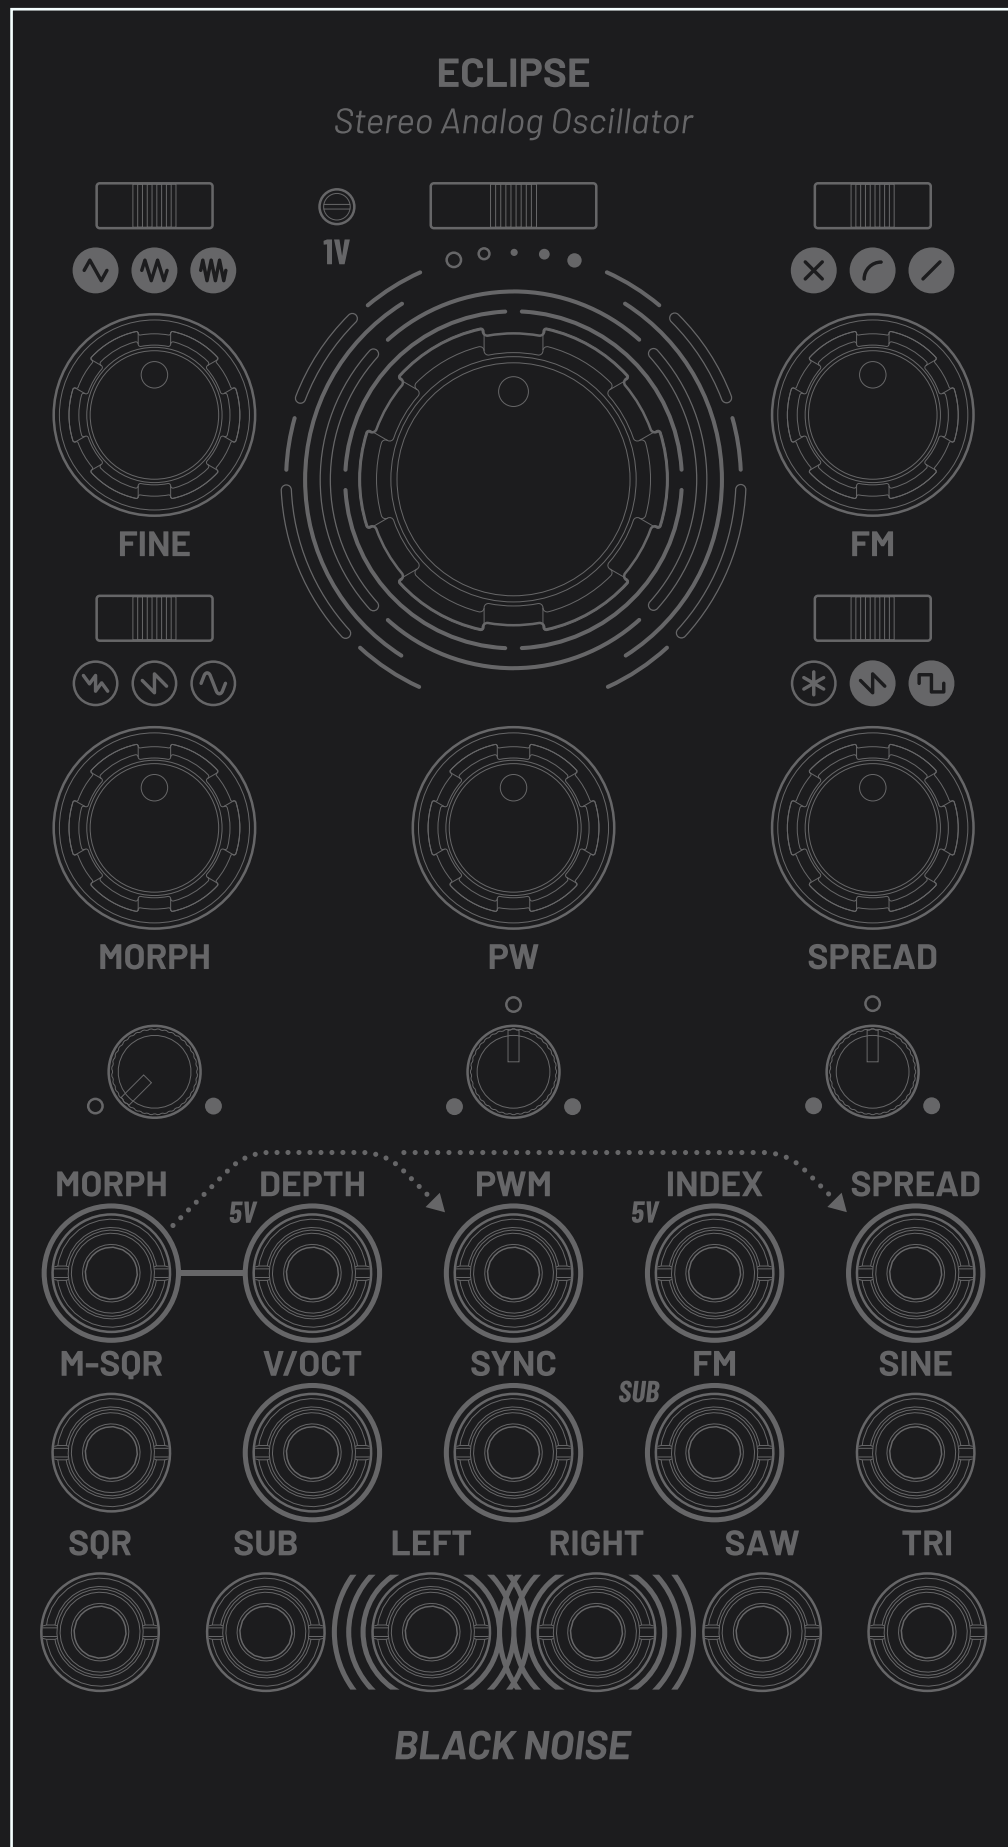 ECLIPSE
Stereo Analog Oscillator
1V
FINE
FM
MORPH
PW
SPREAD
MORPH
DEPTH
PWM
INDEX
SPREAD
5V
5V
M-SQR
V/OCT
SYNC
FM
SINE
SUB
SQR
SUB
LEFT
RIGHT
SAW
TRI
BLACK NOISE